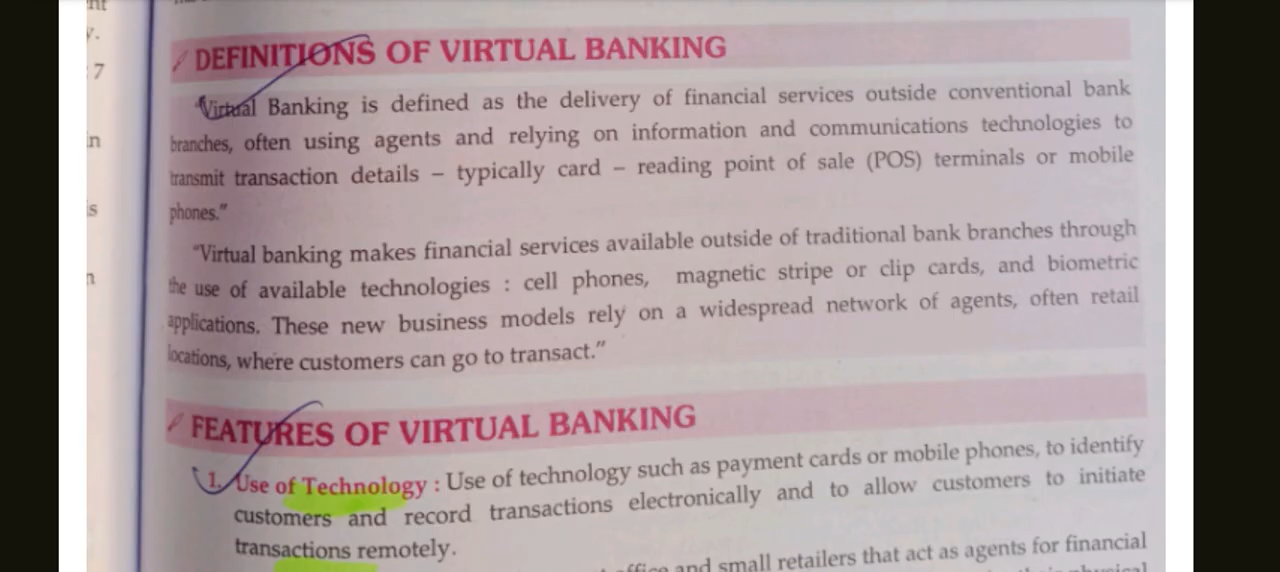 nt
y.
7
in
is
n
DEFINITIONS OF VIRTUAL BANKING
"Virtual Banking is defined as the delivery of financial services outside conventional bank
branches, often using agents and relying on information and communications technologies to
transmit transaction details – typically card – reading point of sale (POS) terminals or mobile
phones."
"Virtual banking makes financial services available outside of traditional bank branches through
the use of available technologies : cell phones, magnetic stripe or clip cards, and biometric
applications. These new business models rely on a widespread network of agents, often retail
locations, where customers can go to transact."
FEATURES OF VIRTUAL BANKING
1. Use of Technology : Use of technology such as payment cards or mobile phones, to identify
customers and record transactions electronically and to allow customers to initiate
transactions remotely.
office and small retailers that act as agents for financial
physical